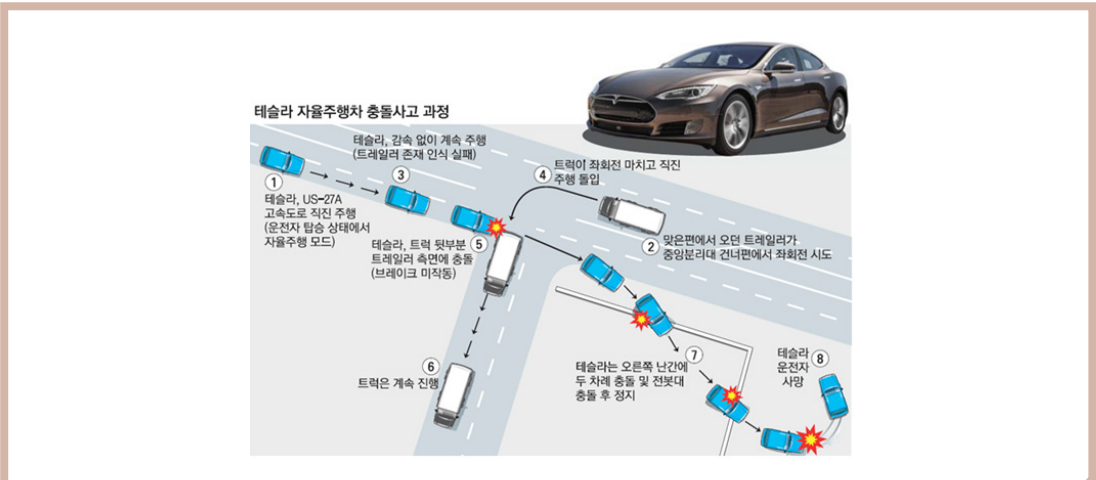 테슬라 자율주행차 충돌사고 과정
①
테슬라, US-27A
고속도로 직진 주행
(운전자 탑승 상태에서
자율주행 모드)
②
맞은편에서 오던 트레일러가
중앙분리대 건너편에서 좌회전 시도
테슬라, 감속 없이 계속 주행
(트레일러 존재 인식 실패)
③
④
트럭이 좌회전 마치고 직진
주행 돌입
⑤
테슬라, 트럭 뒷부분
트레일러 측면에 충돌
(브레이크 미작동)
⑥
트럭은 계속 진행
⑦
테슬라는 오른쪽 난간에
두 차례 충돌 및 전봇대
충돌 후 정지
⑧
테슬라
운전자
사망